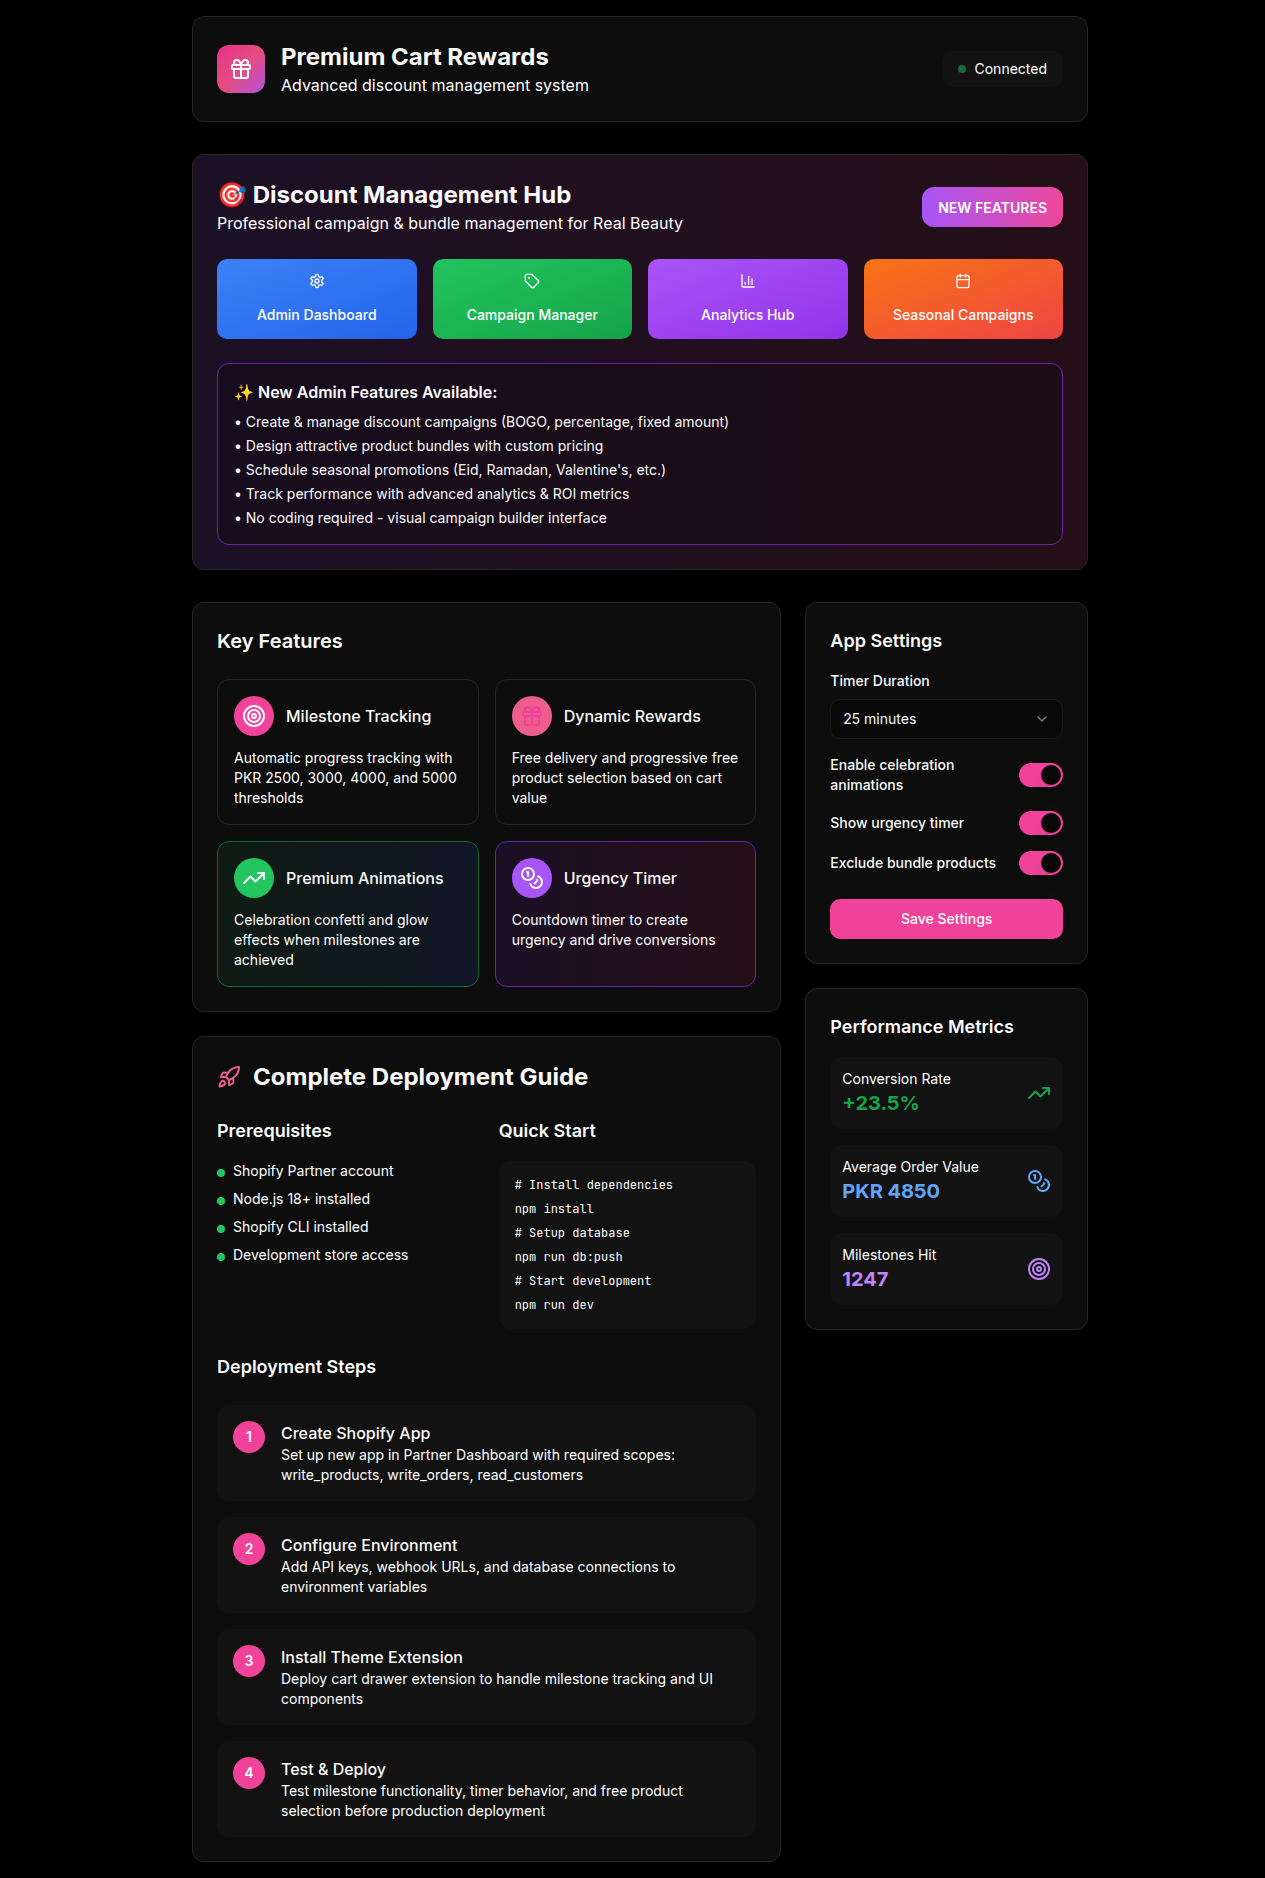 Premium Cart Rewards
Advanced discount management system
Connected
🎯 Discount Management Hub
Professional campaign & bundle management for Real Beauty
NEW FEATURES
Admin Dashboard
Campaign Manager
Analytics Hub
Seasonal Campaigns
✨ New Admin Features Available:
• Create & manage discount campaigns (BOGO, percentage, fixed amount)
• Design attractive product bundles with custom pricing
• Schedule seasonal promotions (Eid, Ramadan, Valentine's, etc.)
• Track performance with advanced analytics & ROI metrics
• No coding required - visual campaign builder interface
Key Features
Milestone Tracking
Automatic progress tracking with
PKR 2500, 3000, 4000, and 5000
thresholds
Dynamic Rewards
Free delivery and progressive free
product selection based on cart
value
Premium Animations
Celebration confetti and glow
effects when milestones are
achieved
Urgency Timer
Countdown timer to create
urgency and drive conversions
Complete Deployment Guide
Prerequisites
Shopify Partner account
Node.js 18+ installed
Shopify CLI installed
Development store access
Quick Start
# Install dependencies
npm install
# Setup database
npm run db:push
# Start development
npm run dev
Deployment Steps
1
Create Shopify App
Set up new app in Partner Dashboard with required scopes:
write_products, write_orders, read_customers
2
Configure Environment
Add API keys, webhook URLs, and database connections to
environment variables
3
Install Theme Extension
Deploy cart drawer extension to handle milestone tracking and UI
components
4
Test & Deploy
Test milestone functionality, timer behavior, and free product
selection before production deployment
App Settings
Timer Duration
25 minutes
Enable celebration
animations
Show urgency timer
Exclude bundle products
Save Settings
Performance Metrics
Conversion Rate
+23.5%
Average Order Value
PKR 4850
Milestones Hit
1247